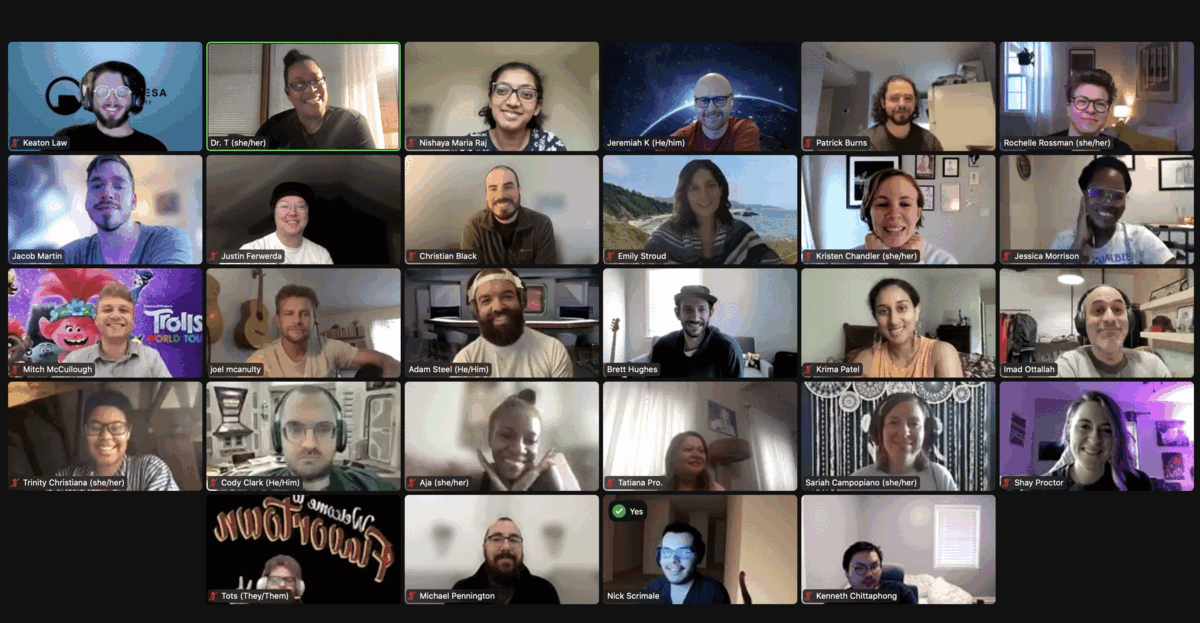 ESA
Keaton Law
Dr. T (she/her)
Nishaya Maria Raj
Jeremiah K (He/him)
Patrick Burns
Rochelle Rossman (she/her)
Jacob Martin
Justin Ferwerda
Christian Black
Emily Stroud
Kristen Chandler (she/her)
ZOMBIE
Jessica Morrison
Trolls
WORLD TOU
Mitch McCullough
joel mcanulty
Adam Steel (He/Him)
Brett Hughes
Krima Patel
Imad Ottallah
Trinity Christiana (she/her)
Cody Clark (He/Him)
Aja (she/her)
Tatiana Pro.
Sariah Campopiano (she/her)
Shay Proctor
Welcome to
Flavortown
Tots (They/Them)
Michael Pennington
Yes
Nick Scrimale
Kenneth Chittaphong